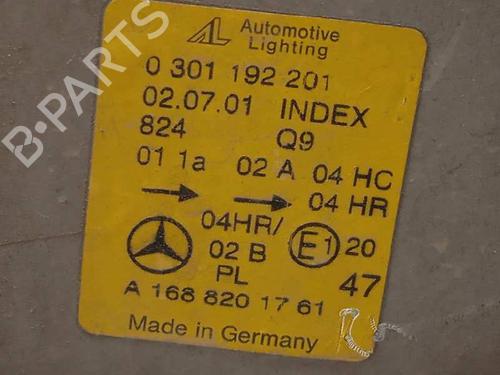 B-PARTS
AL Automotive
Lighting
0 301 192 201
02.07.01 INDEX
824 Q9
01 1a 02 A 04 HC
04 HR
04HR/
02 B E1 20
PL 47
A 168 820 17 61
Made in Germany